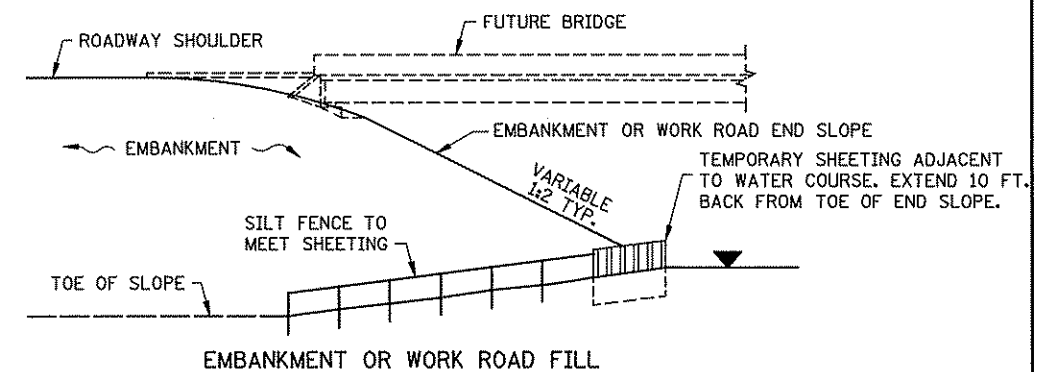 FUTURE BRIDGE
ROADWAY SHOULDER
EMBANKMENT OR WORK ROAD END SLOPE
EMBANKMENT
TEMPORARY SHEETING ADJACENT
TO WATER COURSE. EXTEND 10 FT.
BACK FROM TOE OF END SLOPE.
VARIABLE
1:2 TYP.
SILT FENCE TO
MEET SHEETING
TOE OF SLOPE
EMBANKMENT OR WORK ROAD FILL